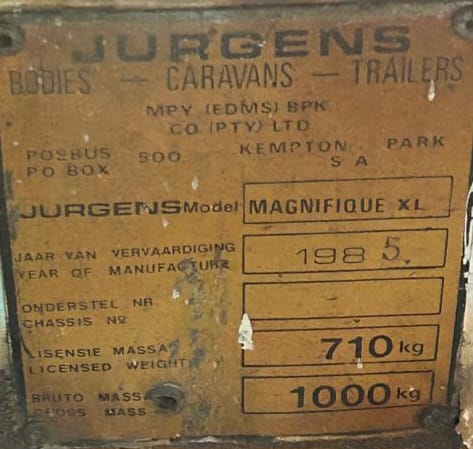 JURGENS
BODIES — CARAVANS — TRAILERS
MPY (EDMS) BPK
CO (PTY) LTD
POSBUS 500 KEMPTON PARK
PO BOX S A
JURGENS Model MAGNIFIQUE XL
JAAR VAN VERVAARDIGING
YEAR OF MANUFACTURE 1985
ONDERSTEL NR.
CHASSIS No
LISENSIE MASSA
LICENSED WEIGHT 710 kg
BRUTO MASSA
GROSS MASS 1000 kg